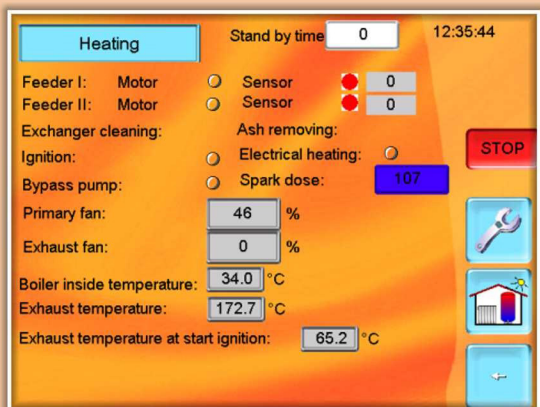 Heating Stand by time 0 12:35:44
Feeder I: Motor Sensor 0
Feeder II: Motor Sensor 0
Exchanger cleaning: Ash removing:
Ignition: Electrical heating: STOP
Bypass pump: Spark dose: 107
Primary fan: 46 %
Exhaust fan: 0 %
Boiler inside temperature: 34.0 °C
Exhaust temperature: 172.7 °C
Exhaust temperature at start ignition: 65.2 °C